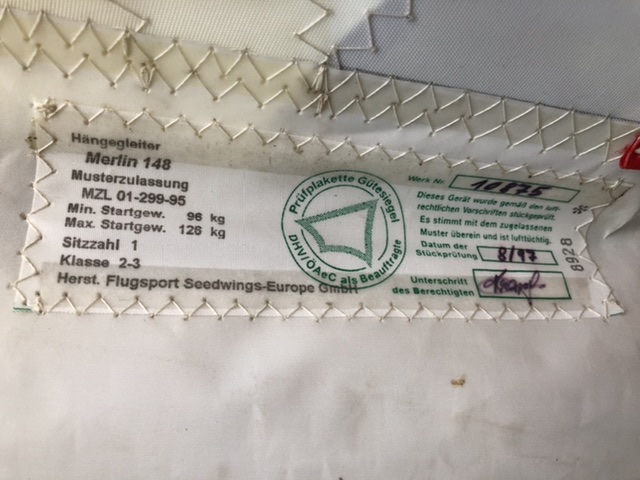 Hängegleiter
Merlin 148
Musterzulassung
MZL 01-299-95
Min. Startgew. 96 kg
Max. Startgew. 126 kg
Sitzzahl 1
Klasse 2-3
Herst. Flugsport Seedwings-Europe GmbH
Prüfplakette Gütesiegel
DHV/ÖAeC als Beauftragte
Werk Nr. 10875
Dieses Gerät wurde gemäß den luft-
rechtlichen Vorschriften stückgeprüft.
Es stimmt mit dem zugelassenen
Muster überein und ist lufttüchtig.
Datum der
Stückprüfung 8/97
Unterschrift
des Berechtigten
8928